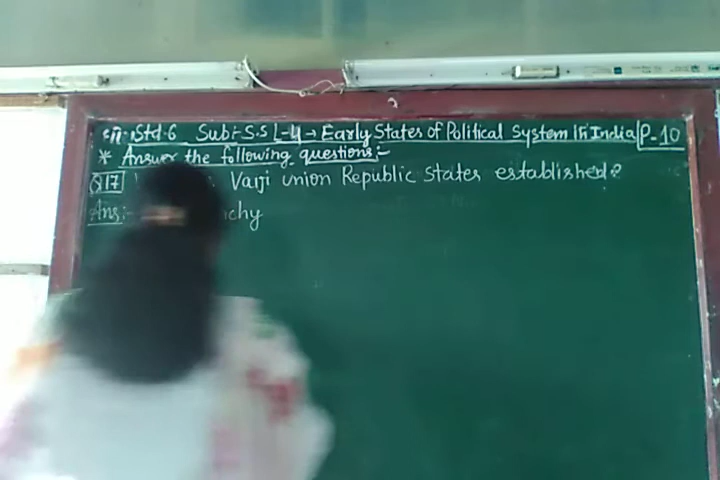 Std.6 Sub:-S.S L-4 → Early States of Political System in India P-10
* Answer the following questions:-
Q17 Vajji union Republic states established?
Ans:- chy